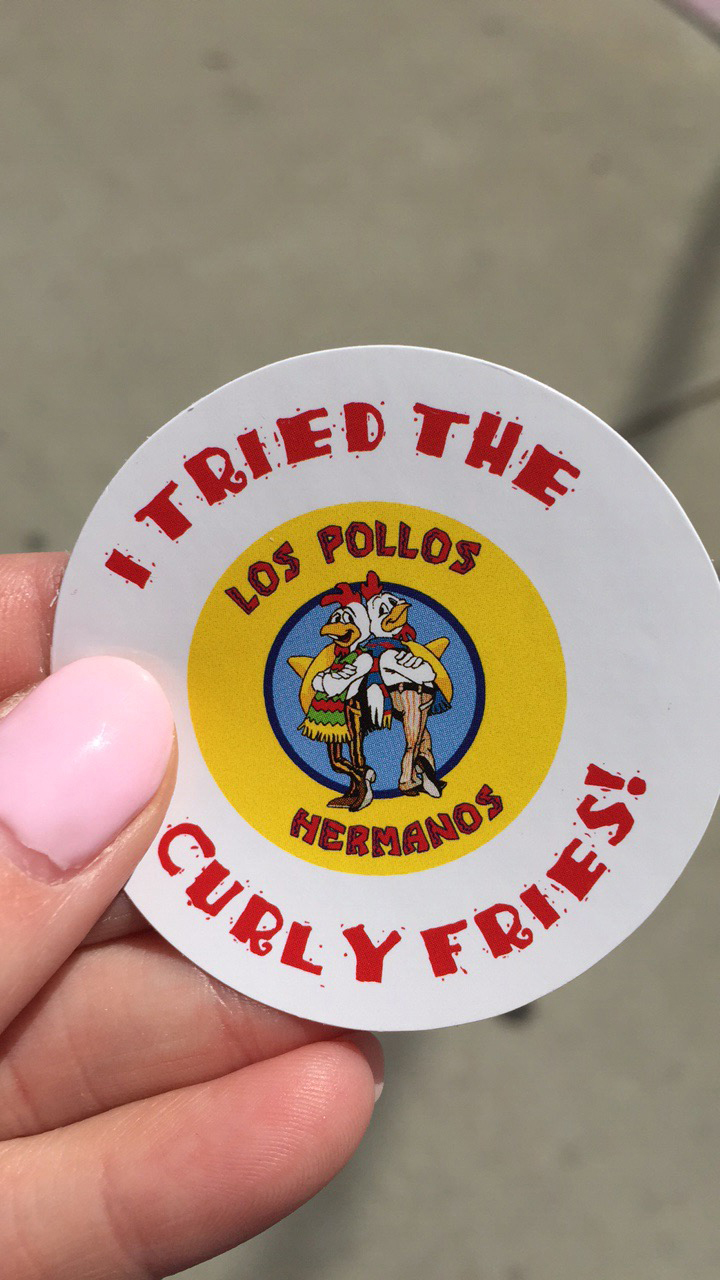 I TRIED THE
LOS POLLOS
HERMANOS
CURLY FRIES!